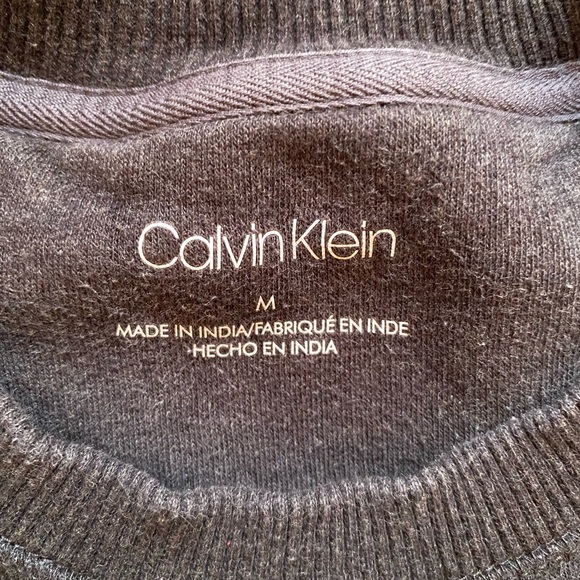 Calvin Klein
M
MADE IN INDIA/FABRIQUÉ EN INDE
HECHO EN INDIA